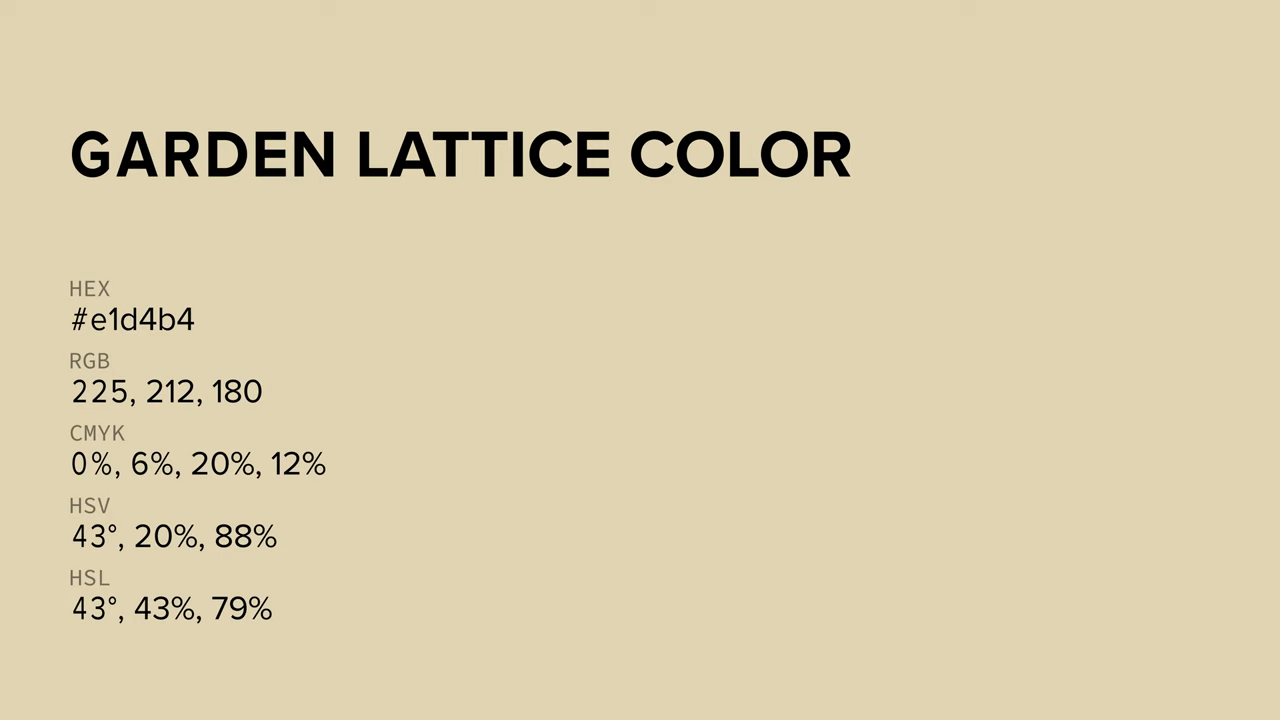 GARDEN LATTICE COLOR
HEX
#e1d4b4
RGB
225, 212, 180
CMYK
0%, 6%, 20%, 12%
HSV
43°, 20%, 88%
HSL
43°, 43%, 79%